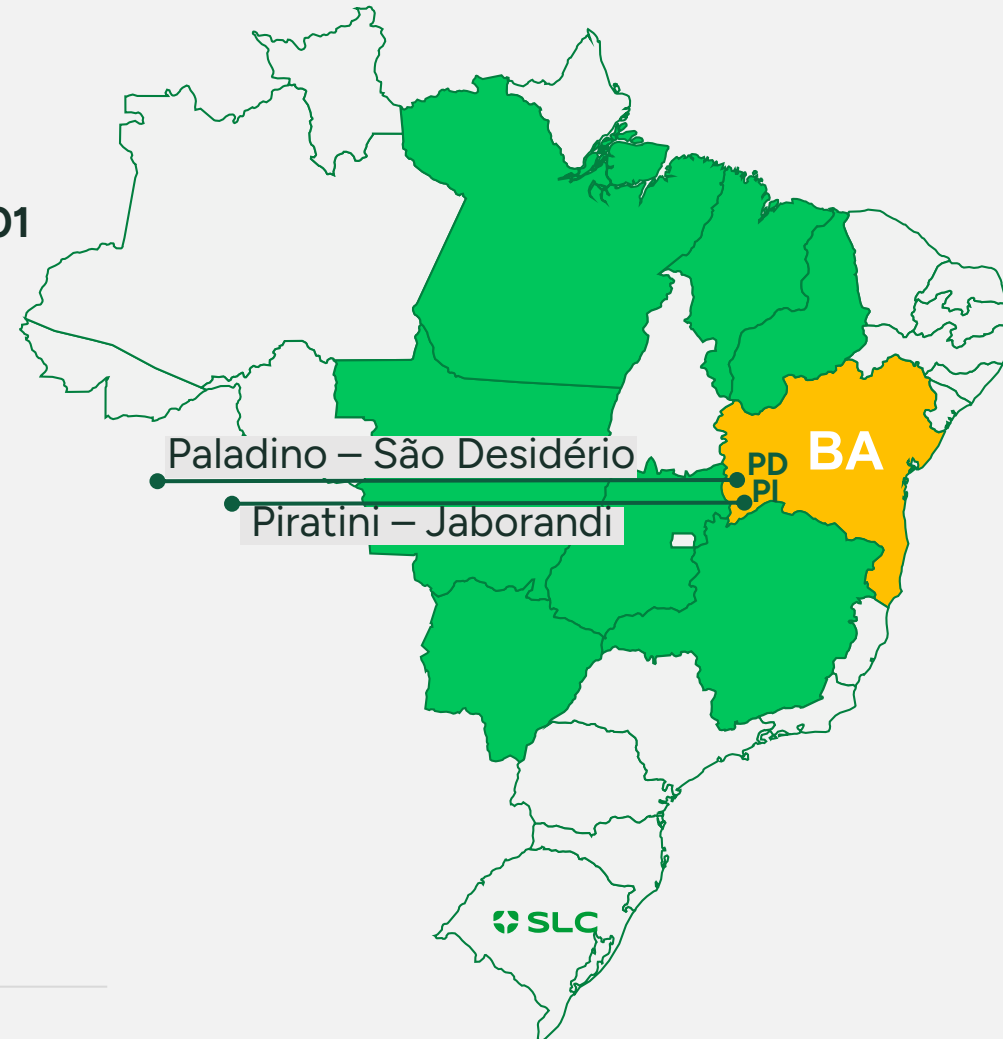 01
BA
Paladino – São Desidério
PD
PI
Piratini – Jaborandi
SLC